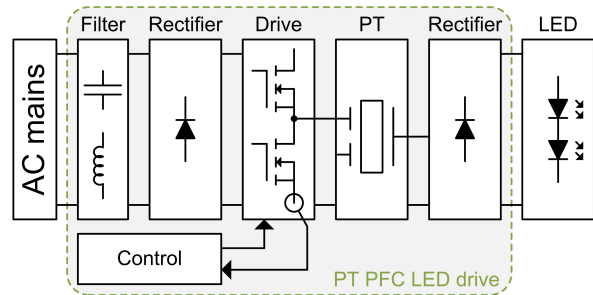 Filter
Rectifier
Drive
PT
Rectifier
LED
AC mains
Control
PT PFC LED drive